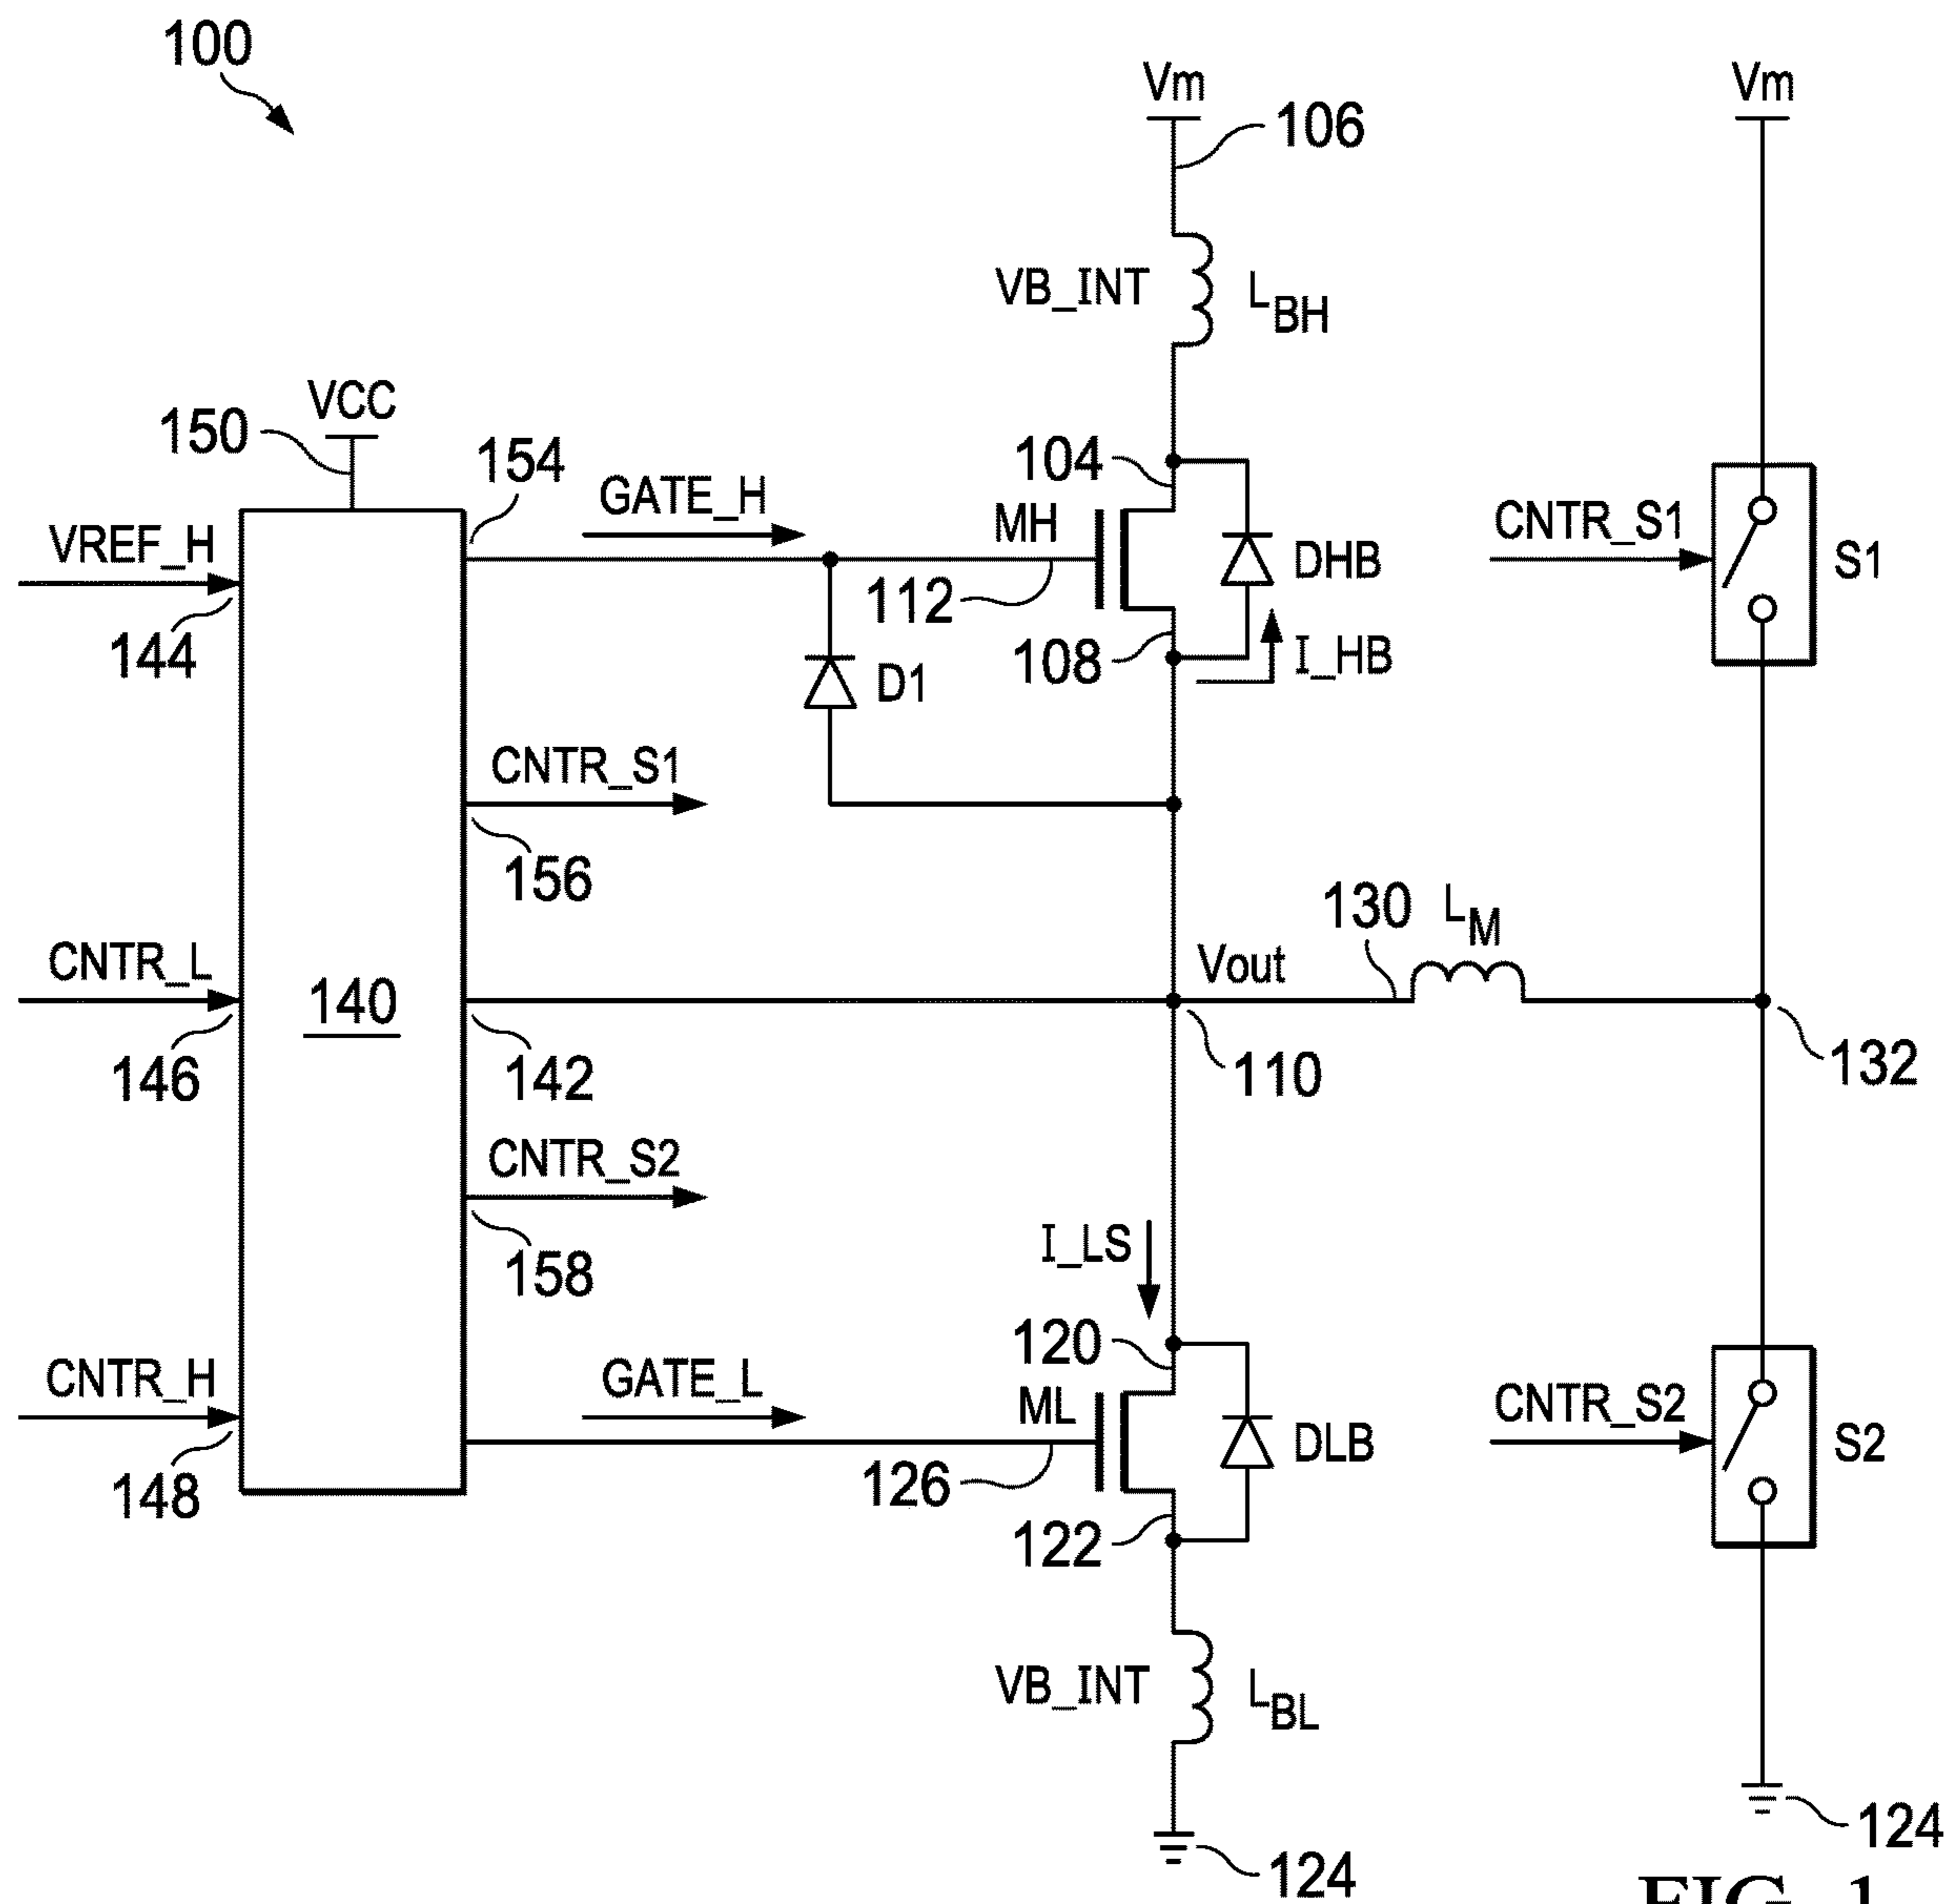 100
Vm
Vm
106
VB_INT
LBH
VCC
150
154
104
GATE_H
MH
CNTR_S1
VREF_H
DHB
S1
112
144
108
I_HB
D1
CNTR_S1
156
130
LM
CNTR_L
Vout
140
146
142
110
132
CNTR_S2
I_LS
158
120
CNTR_H
GATE_L
ML
CNTR_S2
DLB
S2
126
148
122
VB_INT
LBL
124
124
FIG. 1